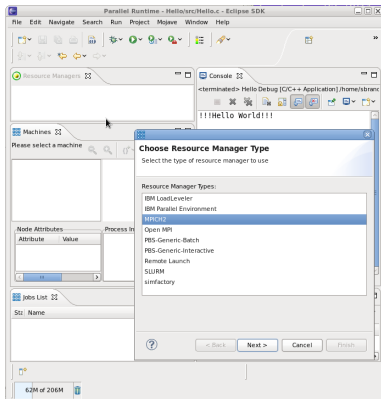 Parallel Runtime - Hello/src/Hello.c - Eclipse SDK
File Edit Navigate Search Run Project Mojave Window Help
Resource Managers
Console
<terminated> Hello Debug [C/C++ Application] /home/sbranc
!!!Hello World!!!
Machines
Please select a machine
Node Attributes
Process In
Attribute Value
Jobs List
Name
Choose Resource Manager Type
Select the type of resource manager to use
Resource Manager Types:
IBM LoadLeveler
IBM Parallel Environment
MPICH2
Open MPI
PBS-Generic-Batch
PBS-Generic-Interactive
Remote Launch
SLURM
simfactory
< Back Next > Cancel Finish
62M of 206M